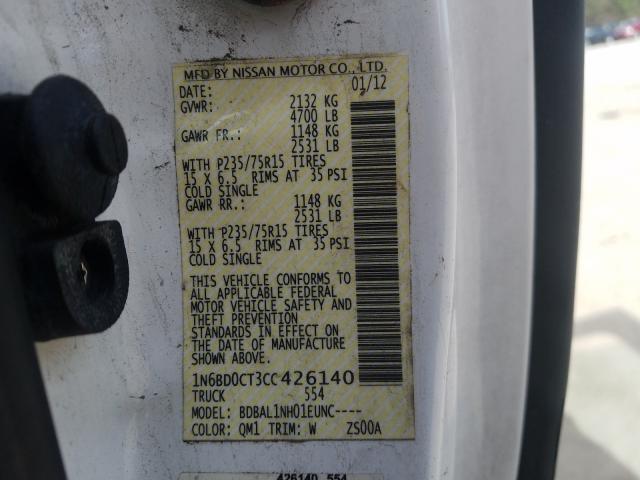 MFD BY NISSAN MOTOR CO., LTD.
DATE: 01/12
GVWR: 2132 KG
4700 LB
GAWR FR.: 1148 KG
2531 LB
WITH P235/75R15 TIRES
15 X 6.5 RIMS AT 35 PSI
COLD SINGLE
GAWR RR.: 1148 KG
2531 LB
WITH P235/75R15 TIRES
15 X 6.5 RIMS AT 35 PSI
COLD SINGLE
THIS VEHICLE CONFORMS TO
ALL APPLICABLE FEDERAL
MOTOR VEHICLE SAFETY AND
THEFT PREVENTION
STANDARDS IN EFFECT ON
THE DATE OF MANUFACTURE
SHOWN ABOVE.
1N6BD0CT3CC426140
TRUCK 554
MODEL: BDBAL1NH01EUNC----
COLOR: QM1 TRIM: W ZS00A
426140 554